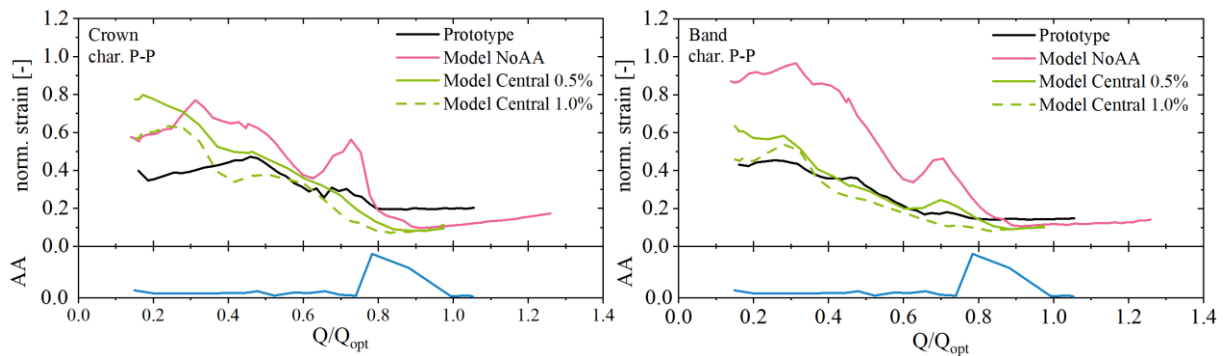 Crown
char. P-P
Prototype
Model NoAA
Model Central 0.5%
Model Central 1.0%
norm. strain [-]
1.2
1.0
0.8
0.6
0.4
0.2
0.0
AA
0.0
0.0 0.2 0.4 0.6 0.8 1.0 1.2 1.4
Q/Qopt
Band
char. P-P
Prototype
Model NoAA
Model Central 0.5%
Model Central 1.0%
norm. strain [-]
1.2
1.0
0.8
0.6
0.4
0.2
0.0
AA
0.0
0.0 0.2 0.4 0.6 0.8 1.0 1.2 1.4
Q/Qopt